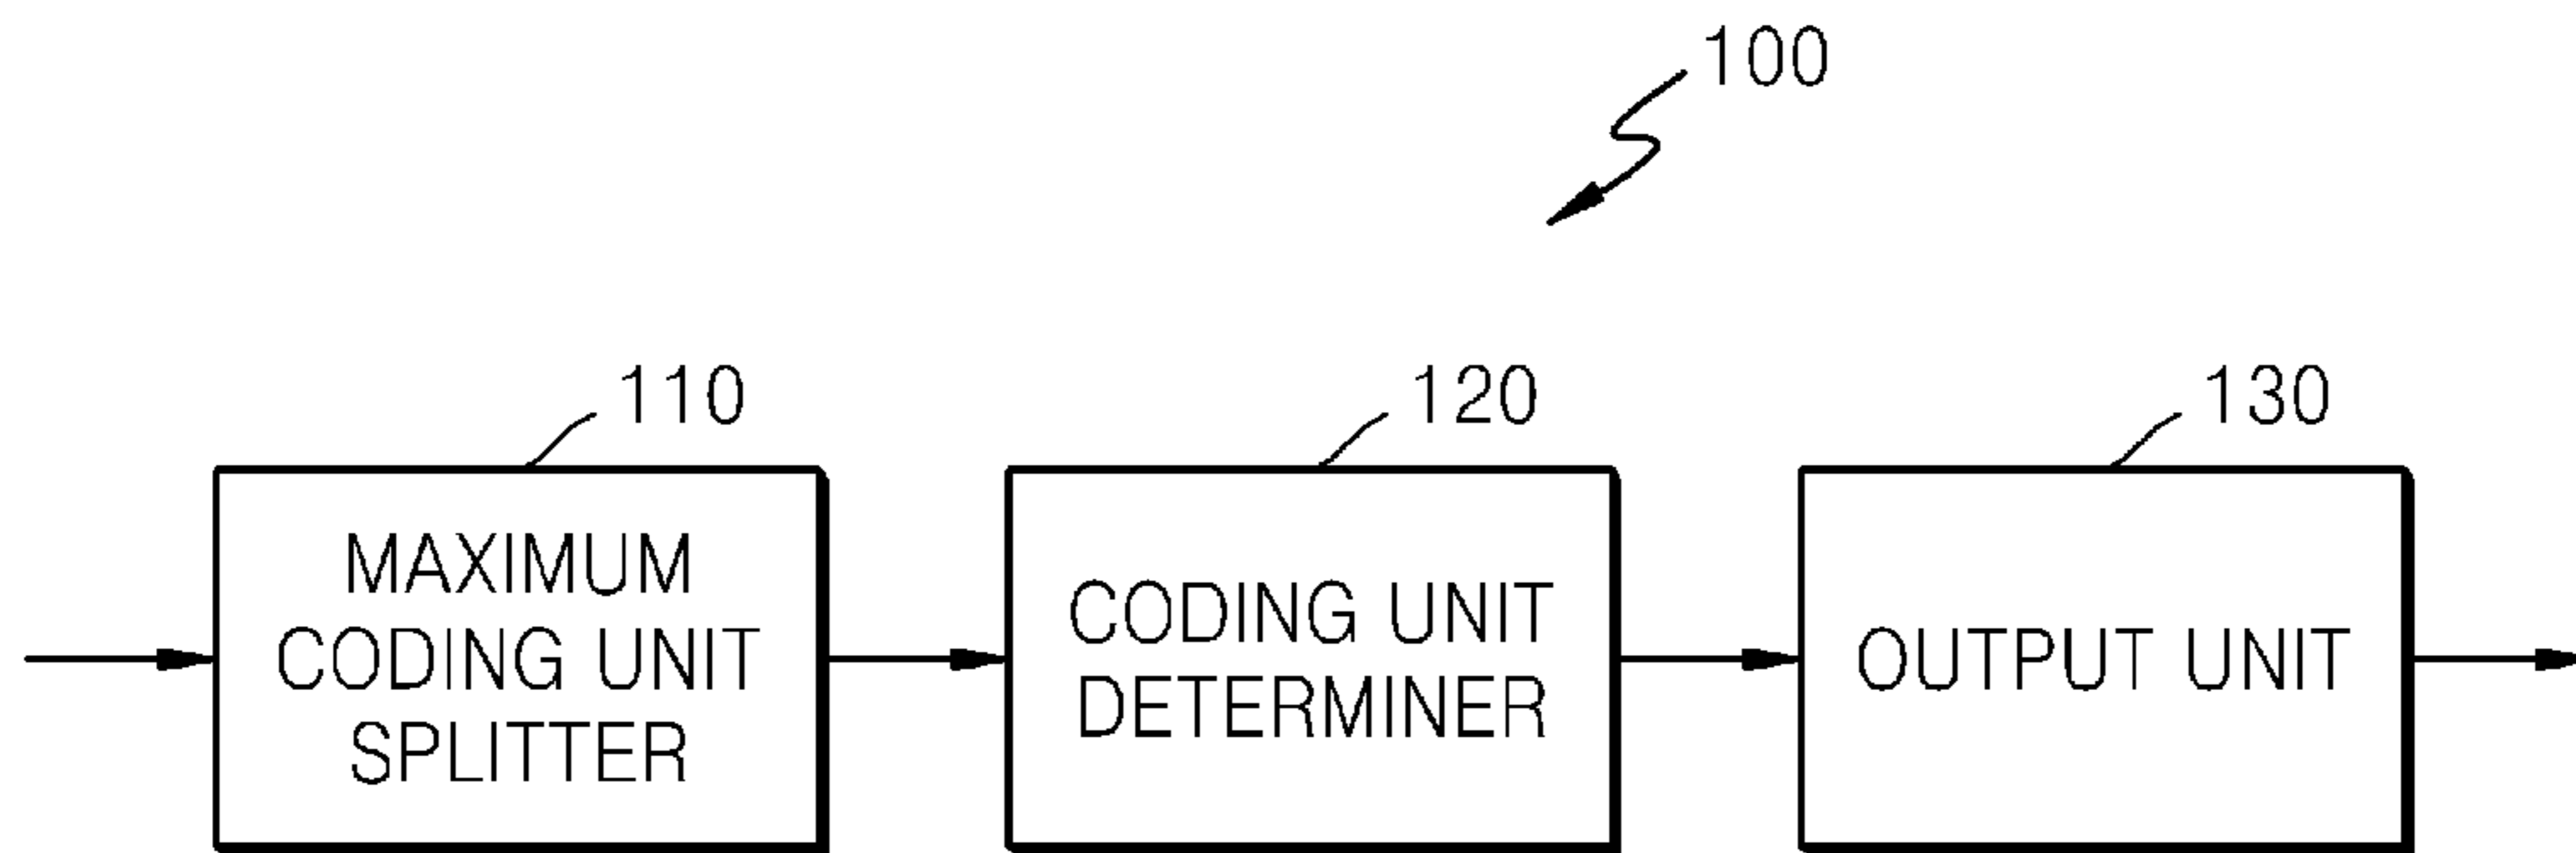 100
110
120
130
MAXIMUM
CODING UNIT
SPLITTER
CODING UNIT
DETERMINER
OUTPUT UNIT